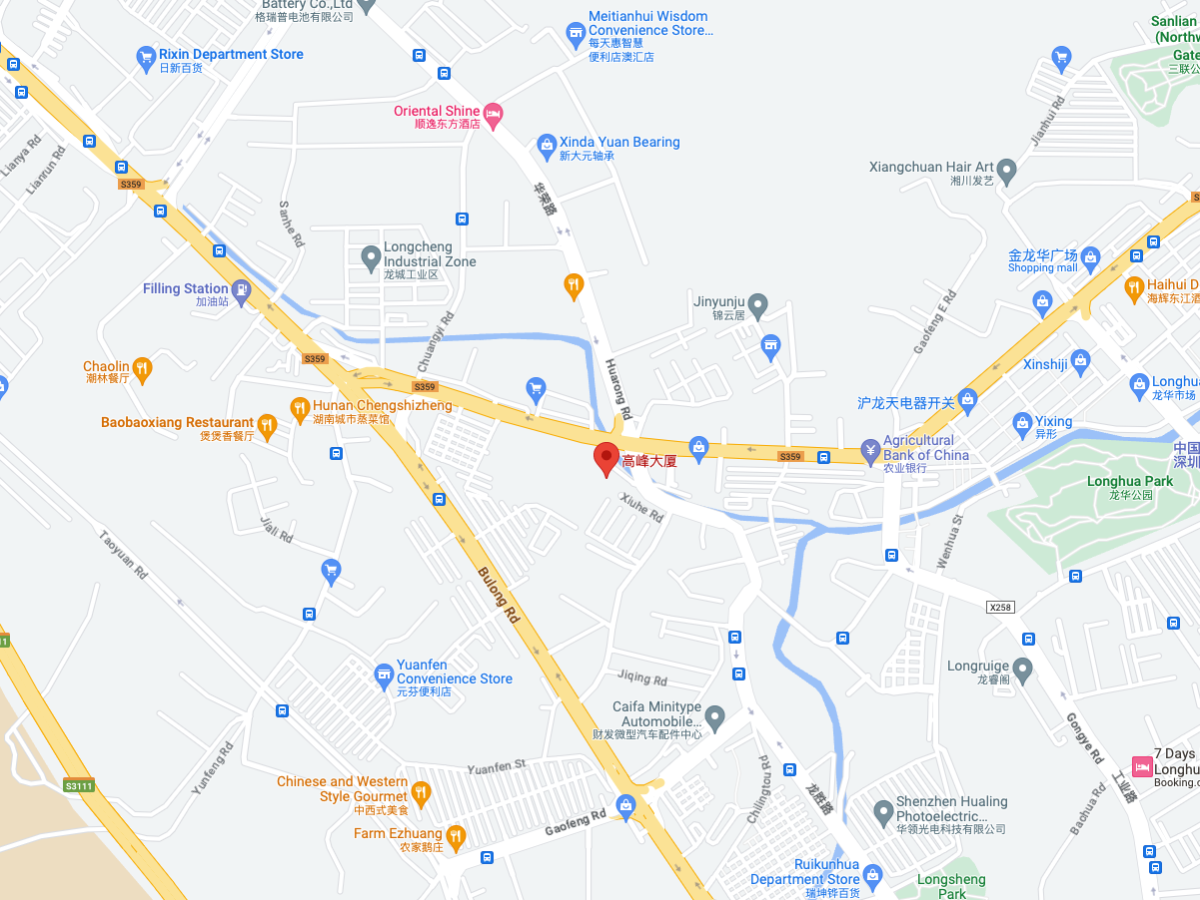 Battery Co.,Ltd
格瑞普电池有限公司
Meitianhui Wisdom
Convenience Store...
每天惠智慧
便利店澳汇店
Sanlian
(Northw
Gate
三联公
Rixin Department Store
日新百货
Oriental Shine
顺逸东方酒店
Xinda Yuan Bearing
新大元轴承
Jianhui Rd
Lianya Rd
Lianrun Rd
Xiangchuan Hair Art
湘川发艺
S359
华荣路
S
Sanhe Rd
Longcheng
Industrial Zone
龙城工业区
金龙华广场
Shopping mall
Filling Station
加油站
Haihui D
海辉东江酒
Jinyunju
锦云居
Gaofeng E Rd
Chuangyi Rd
S359
Chaolin
潮林餐厅
Huarong Rd
Xinshiji
S359
Longhua
龙华市场
Hunan Chengshizheng
湖南城市蒸菜馆
沪龙天电器开关
Baobaoxiang Restaurant
煲煲香餐厅
Yixing
异形
Agricultural
Bank of China
农业银行
中国
深圳
S359
高峰大厦
Longhua Park
龙华公园
Xiuhe Rd
Jiali Rd
Wenhua St
Taoyuan Rd
Bulong Rd
X258
11
Yuanfen
Convenience Store
元芬便利店
Jiqing Rd
Longruige
龙睿阁
Caifa Minitype
Automobile...
财发微型汽车配件中心
Gongye Rd
工业路
Yunfeng Rd
Yuanfen St
Chilingtou Rd
7 Days
Longhu
Booking.c
S3111
Chinese and Western
Style Gourmet
中西式美食
龙胜路
Baohua Rd
Shenzhen Hualing
Photoelectric...
华领光电科技有限公司
Gaofeng Rd
Farm Ezhuang
农家鹅庄
Ruikunhua
Department Store
瑞坤铧百货
Longsheng
Park